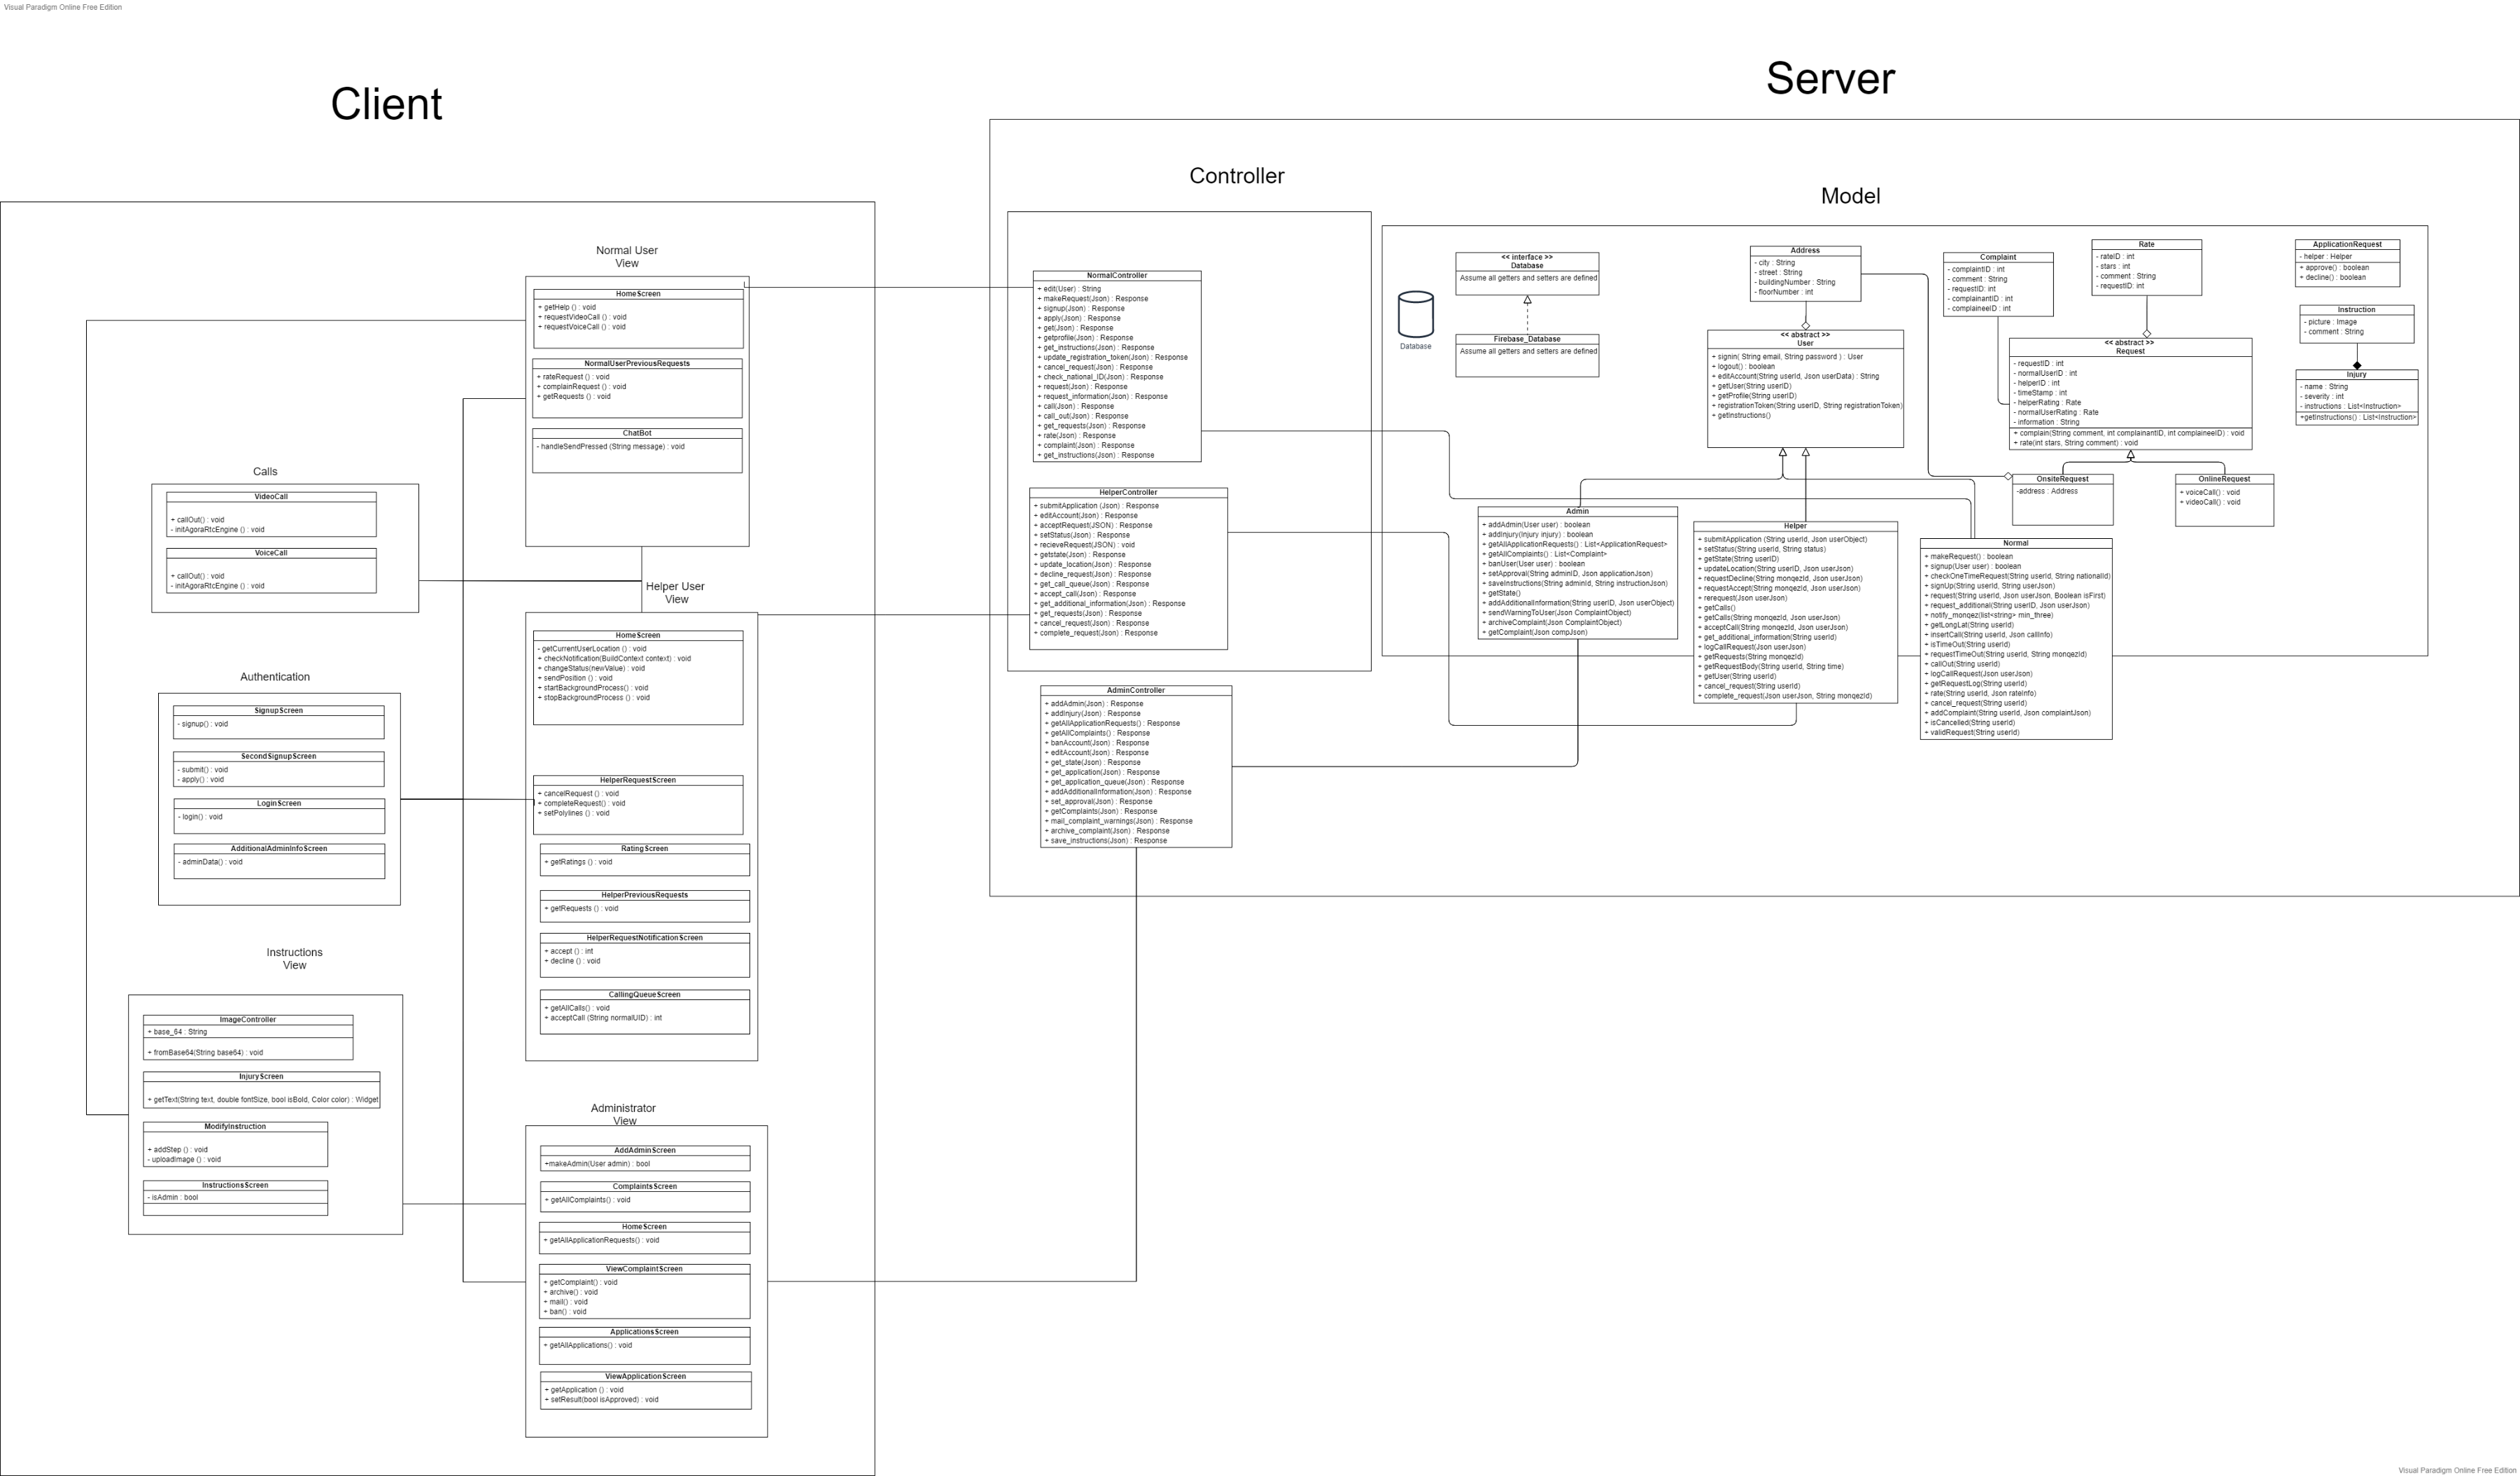 Visual Paradigm Online Free Edition
Client
Server
Controller
Model
Normal User
View
HomeScreen
+ getHelp () : void
+ requestVideoCall () : void
+ requestVoiceCall () : void
NormalUserPreviousRequests
+ rateRequest () : void
+ complainRequest () : void
+ getRequests () : void
ChatBot
- handleSendPressed (String message) : void
Calls
VideoCall
+ callOut() : void
- initAgoraRtcEngine () : void
VoiceCall
+ callOut() : void
- initAgoraRtcEngine () : void
Helper User
View
HomeScreen
- getCurrentUserLocation () : void
+ checkNotification(BuildContext context) : void
+ changeStatus(newValue) : void
+ sendPosition () : void
+ startBackgroundProcess() : void
+ stopBackgroundProcess () : void
HelperRequestScreen
+ cancelRequest () : void
+ completeRequest() : void
+ setPolylines () : void
RatingScreen
+ getRatings () : void
HelperPreviousRequests
+ getRequests () : void
HelperRequestNotificationScreen
+ accept () : int
+ decline () : void
CallingQueueScreen
+ getAllCalls() : void
+ acceptCall (String normalUID) : int
Authentication
SignupScreen
- signup() : void
SecondSignupScreen
- submit() : void
- apply() : void
LoginScreen
- login() : void
AdditionalAdminInfoScreen
- adminData() : void
Instructions
View
ImageController
+ base_64 : String
+ fromBase64(String base64) : void
InjuryScreen
+ getText(String text, double fontSize, bool isBold, Color color) : Widget
ModifyInstruction
+ addStep () : void
- uploadImage () : void
InstructionsScreen
- isAdmin : bool
Administrator
View
AddAdminScreen
+makeAdmin(User admin) : bool
ComplaintsScreen
+ getAllComplaints() : void
HomeScreen
+ getAllApplicationRequests() : void
ViewComplaintScreen
+ getComplaint() : void
+ archive() : void
+ mail() : void
+ ban() : void
ApplicationsScreen
+ getAllApplications() : void
ViewApplicationScreen
+ getApplication () : void
+ setResult(bool isApproved) : void
NormalController
+ edit(User) : String
+ makeRequest(Json) : Response
+ signup(Json) : Response
+ apply(Json) : Response
+ get(Json) : Response
+ getprofile(Json) : Response
+ get_instructions(Json) : Response
+ update_registration_token(Json) : Response
+ cancel_request(Json) : Response
+ check_national_ID(Json) : Response
+ request(Json) : Response
+ request_information(Json) : Response
+ call(Json) : Response
+ call_out(Json) : Response
+ get_requests(Json) : Response
+ rate(Json) : Response
+ complaint(Json) : Response
+ get_instructions(Json) : Response
HelperController
+ submitApplication (Json) : Response
+ editAccount(Json) : Response
+ acceptRequest(JSON) : Response
+ setStatus(Json) : Response
+ recieveRequest(JSON) : void
+ getstate(Json) : Response
+ update_location(Json) : Response
+ decline_request(Json) : Response
+ get_call_queue(Json) : Response
+ accept_call(Json) : Response
+ get_additional_information(Json) : Response
+ get_requests(Json) : Response
+ cancel_request(Json) : Response
+ complete_request(Json) : Response
AdminController
+ addAdmin(Json) : Response
+ addInjury(Json) : Response
+ getAllApplicationRequests() : Response
+ getAllComplaints() : Response
+ banAccount(Json) : Response
+ editAccount(Json) : Response
+ get_state(Json) : Response
+ get_application(Json) : Response
+ get_application_queue(Json) : Response
+ addAdditionalInformation(Json) : Response
+ set_approval(Json) : Response
+ getComplaints(Json) : Response
+ mail_complaint_warnings(Json) : Response
+ archive_complaint(Json) : Response
+ save_instructions(Json) : Response
Database
<< interface >>
Database
Assume all getters and setters are defined
Firebase_Database
Assume all getters and setters are defined
Address
- city : String
- street : String
- buildingNumber : String
- floorNumber : int
<< abstract >>
User
+ signin( String email, String password ) : User
+ logout() : boolean
+ editAccount(String userId, Json userData) : String
+ getUser(String userID)
+ getProfile(String userID)
+ registrationToken(String userID, String registrationToken)
+ getInstructions()
Complaint
- complaintID : int
- comment : String
- requestID: int
- complainantID : int
- complaineeID : int
Rate
- rateID : int
- stars : int
- comment : String
- requestID: int
<< abstract >>
Request
- requestID : int
- normalUserID : int
- helperID : int
- timeStamp : int
- helperRating : Rate
- normalUserRating : Rate
- information : String
+ complain(String comment, int complainantID, int complaineeID) : void
+ rate(int stars, String comment) : void
ApplicationRequest
- helper : Helper
+ approve() : boolean
+ decline() : boolean
Instruction
- picture : Image
- comment : String
Injury
- name : String
- severity : int
- instructions : List<Instruction>
+getInstructions() : List<Instruction>
OnsiteRequest
-address : Address
OnlineRequest
+ voiceCall() : void
+ videoCall() : void
Admin
+ addAdmin(User user) : boolean
+ addInjury(Injury injury) : boolean
+ getAllApplicationRequests() : List<ApplicationRequest>
+ getAllComplaints() : List<Complaint>
+ banUser(User user) : boolean
+ setApproval(String adminID, Json applicationJson)
+ saveInstructions(String adminId, String instructionJson)
+ getState()
+ addAdditionalInformation(String userID, Json userObject)
+ sendWarningToUser(Json ComplaintObject)
+ archiveComplaint(Json ComplaintObject)
+ getComplaint(Json compJson)
Helper
+ submitApplication (String userId, Json userObject)
+ setStatus(String userId, String status)
+ getState(String userID)
+ updateLocation(String userID, Json userJson)
+ requestDecline(String monqezId, Json userJson)
+ requestAccept(String monqezId, Json userJson)
+ rerequest(Json userJson)
+ getCalls()
+ getCalls(String monqezId, Json userJson)
+ acceptCall(String monqezId, Json userJson)
+ get_additional_information(String userId)
+ logCallRequest(Json userJson)
+ getRequests(String monqezId)
+ getRequestBody(String userId, String time)
+ getUser(String userId)
+ cancel_request(String userId)
+ complete_request(Json userJson, String monqezId)
Normal
+ makeRequest() : boolean
+ signup(User user) : boolean
+ checkOneTimeRequest(String userId, String nationalId)
+ signUp(String userId, String userJson)
+ request(String userId, Json userJson, Boolean isFirst)
+ request_additional(String userID, Json userJson)
+ notify_monqez(list<string> min_three)
+ getLongLat(String userId)
+ insertCall(String userId, Json callInfo)
+ isTimeOut(String userId)
+ requestTimeOut(String userId, String monqezId)
+ callOut(String userId)
+ logCallRequest(Json userJson)
+ getRequestLog(String userId)
+ rate(String userId, Json rateInfo)
+ cancel_request(String userId)
+ addComplaint(String userId, Json complaintJson)
+ isCancelled(String userId)
+ validRequest(String userId)
Visual Paradigm Online Free Edition